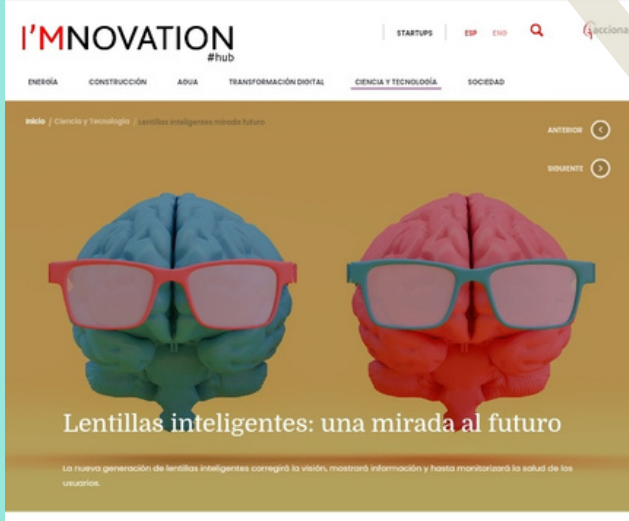 I'MNOVATION
#hub
STARTUPS
ESP ENG
acciona
ENERGÍA CONSTRUCCIÓN AGUA TRANSFORMACIÓN DIGITAL CIENCIA Y TECNOLOGÍA SOCIEDAD
Inicio / Ciencia y Tecnología / Lentillas inteligentes mirada futuro
ANTERIOR
SIGUIENTE
Lentillas inteligentes: una mirada al futuro
La nueva generación de lentillas inteligentes corregirá la visión, mostrará información y hasta monitorizará la salud de los
usuarios.